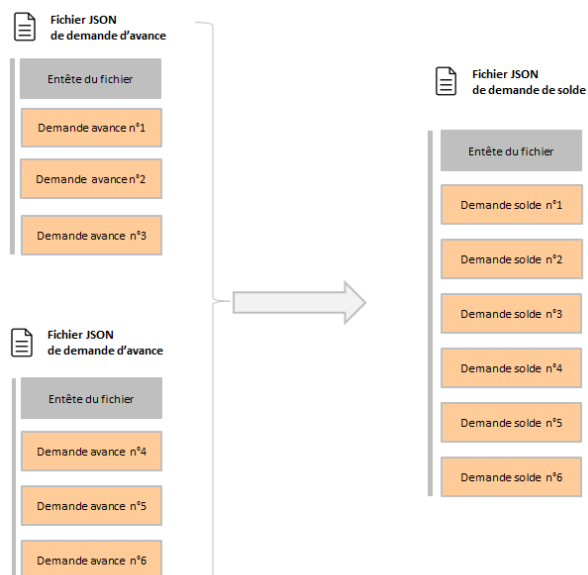 Fichier JSON
de demande d'avance
Entête du fichier
Demande avance n°1
Demande avance n°2
Demande avance n°3
Fichier JSON
de demande d'avance
Entête du fichier
Demande avance n°4
Demande avance n°5
Demande avance n°6
Fichier JSON
de demande de solde
Entête du fichier
Demande solde n°1
Demande solde n°2
Demande solde n°3
Demande solde n°4
Demande solde n°5
Demande solde n°6